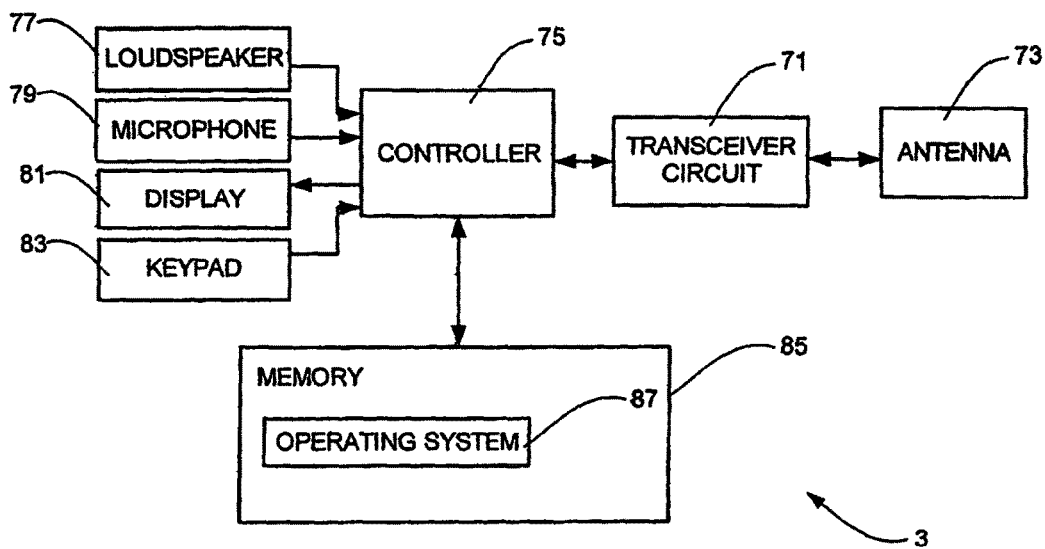 77
LOUDSPEAKER
75
71
73
79
MICROPHONE
CONTROLLER
TRANSCEIVER
CIRCUIT
ANTENNA
81
DISPLAY
83
KEYPAD
85
MEMORY
87
OPERATING SYSTEM
3